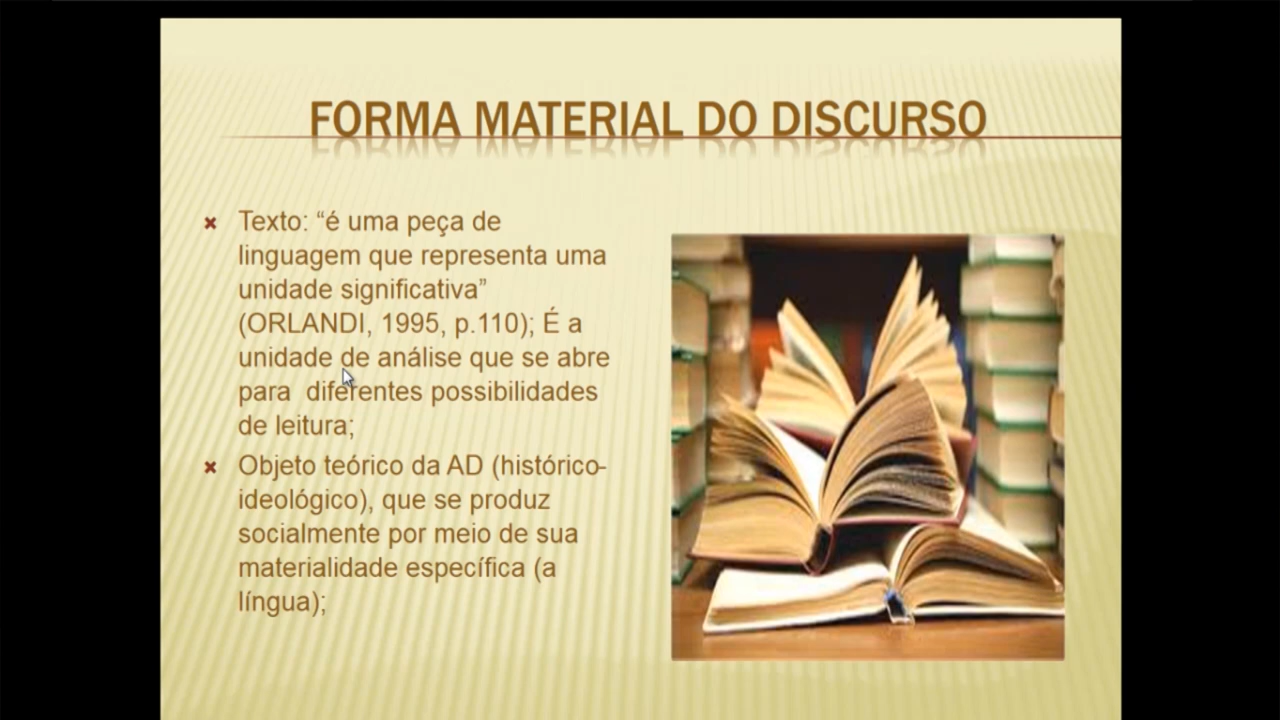 FORMA MATERIAL DO DISCURSO
Texto: “é uma peça de
linguagem que representa uma
unidade significativa”
(ORLANDI, 1995, p.110); É a
unidade de análise que se abre
para diferentes possibilidades
de leitura;
Objeto teórico da AD (histórico-
ideológico), que se produz
socialmente por meio de sua
materialidade específica (a
língua);